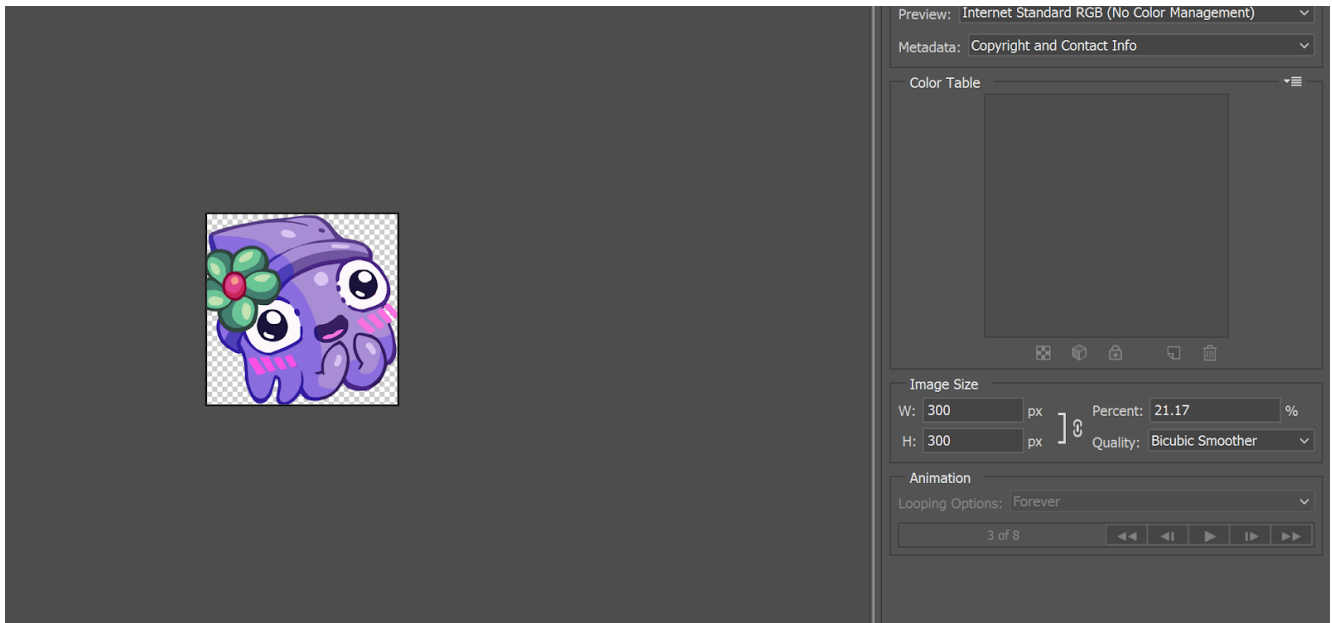 Preview: Internet Standard RGB (No Color Management)
Metadata: Copyright and Contact Info
Color Table
Image Size
W: 300 px Percent: 21.17 %
H: 300 px Quality: Bicubic Smoother
Animation
Looping Options: Forever
3 of 8